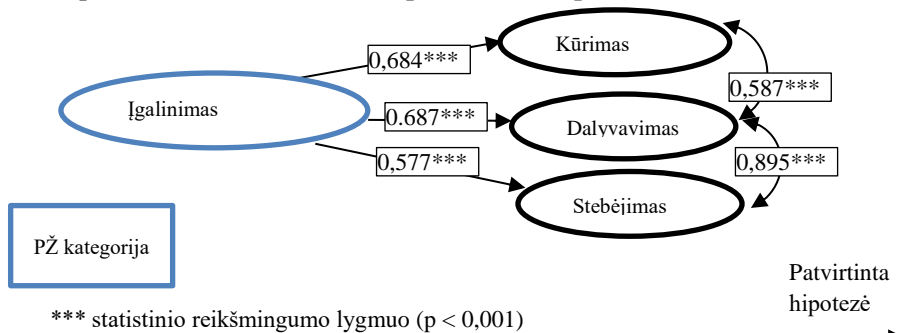 Kūrimas
0,684***
0,587***
Įgalinimas
0.687***
Dalyvavimas
0,577***
0,895***
Stebėjimas
PŽ kategorija
Patvirtinta
hipotezė
*** statistinio reikšmingumo lygmuo (p < 0,001)